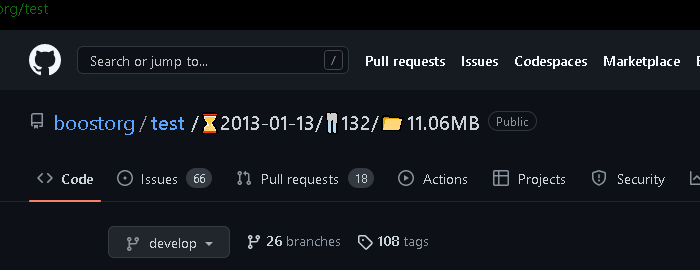 org/test
Search or jump to... / Pull requests Issues Codespaces Marketplace
boostorg / test /⏳2013-01-13/🍴132/📂 11.06MB Public
Code Issues 66 Pull requests 18 Actions Projects Security
develop 26 branches 108 tags